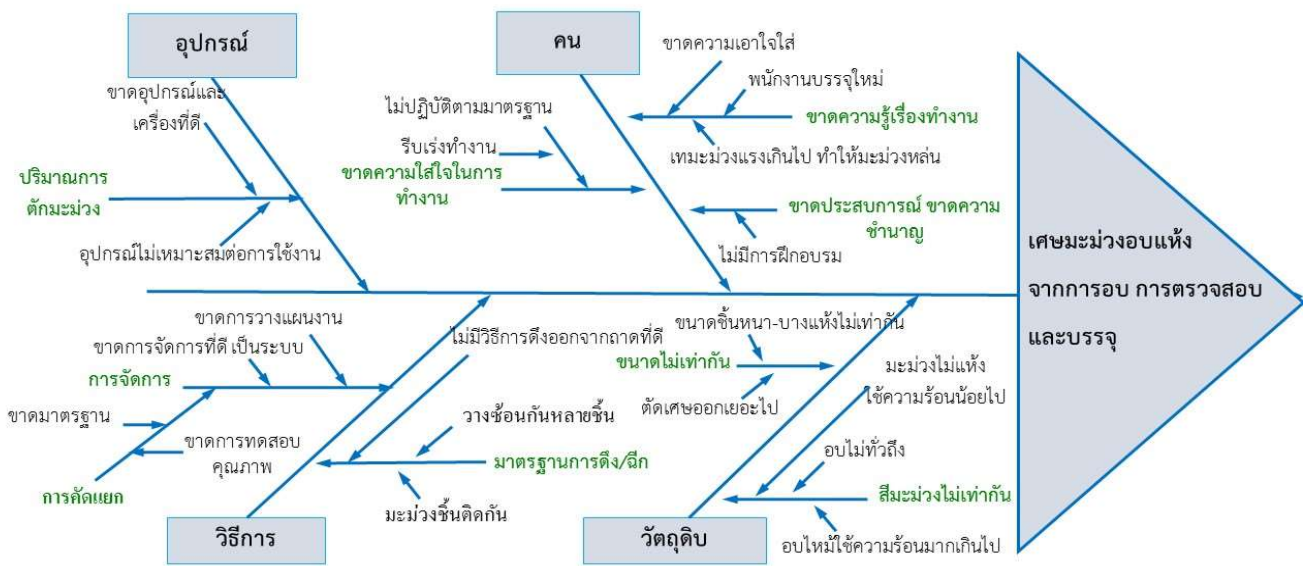 อุปกรณ์
คน
ขาดความเอาใจใส่
พนักงานบรรจุใหม่
ขาดความรู้เรื่องทำงาน
เทมะม่วงแรงเกินไป ทำให้มะม่วงหล่น
ไม่ปฏิบัติตามมาตรฐาน
รีบเร่งทำงาน
ขาดความใส่ใจในการ
ทำงาน
ขาดประสบการณ์ ขาดความ
ชำนาญ
ไม่มีการฝึกอบรม
ขาดอุปกรณ์และ
เครื่องที่ดี
ปริมาณการ
ตักมะม่วง
อุปกรณ์ไม่เหมาะสมต่อการใช้งาน
เศษมะม่วงอบแห้ง
จากการอบ การตรวจสอบ
และบรรจุ
ขาดการวางแผนงาน
ขาดการจัดการที่ดี เป็นระบบ
การจัดการ
ขาดมาตรฐาน
ขาดการทดสอบ
คุณภาพ
การคัดแยก
ไม่มีวิธีการดึงออกจากถาดที่ดี
วางซ้อนกันหลายชิ้น
มาตรฐานการดึง/ฉีก
มะม่วงชิ้นติดกัน
วิธีการ
ขนาดชิ้นหนา-บางแห้งไม่เท่ากัน
ขนาดไม่เท่ากัน
ตัดเศษออกเยอะไป
มะม่วงไม่แห้ง
ใช้ความร้อนน้อยไป
อบไม่ทั่วถึง
สีมะม่วงไม่เท่ากัน
อบไหม้ใช้ความร้อนมากเกินไป
วัตถุดิบ